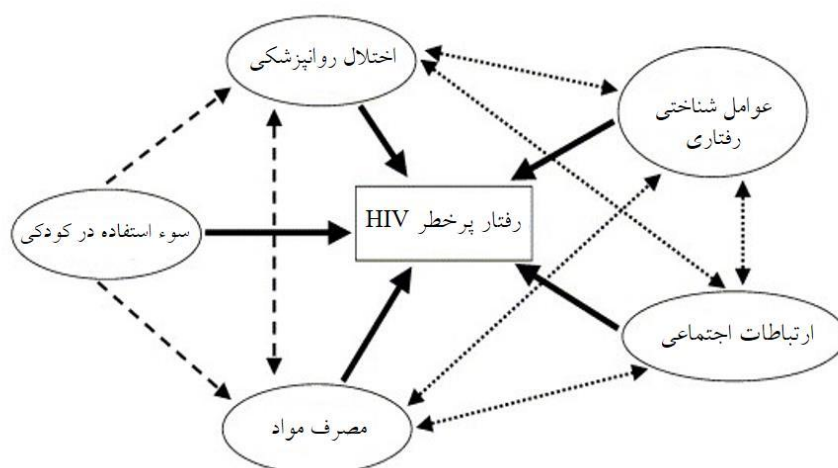 اختلال روانپزشکی
عوامل شناختی
رفتاری
رفتار پرخطر HIV
سوء استفاده در کودکی
ارتباطات اجتماعی
مصرف مواد